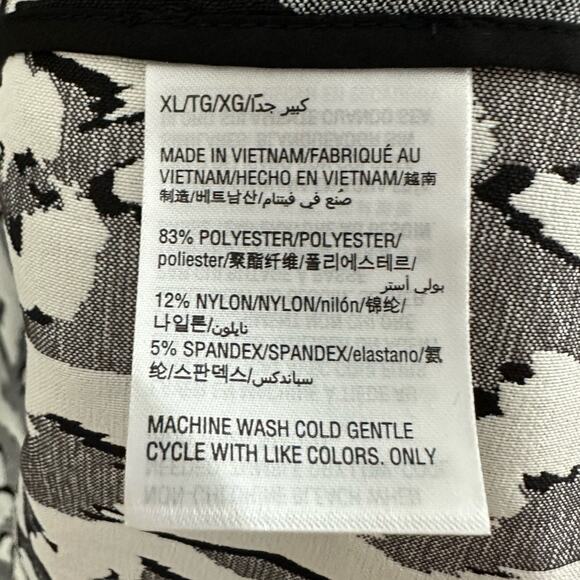 XL/TG/XG/كبير جدًا
MADE IN VIETNAM/FABRIQUÉ AU
VIETNAM/HECHO EN VIETNAM/越南
制造/베트남산/صُنع في فيتنام
83% POLYESTER/POLYESTER/
poliester/聚酯纤维/폴리에스테르/
بولي أستر
12% NYLON/NYLON/nilón/锦纶/
나일론/نايلون
5% SPANDEX/SPANDEX/elastano/氨
纶/스판덱스/سباندكس
MACHINE WASH COLD GENTLE
CYCLE WITH LIKE COLORS. ONLY